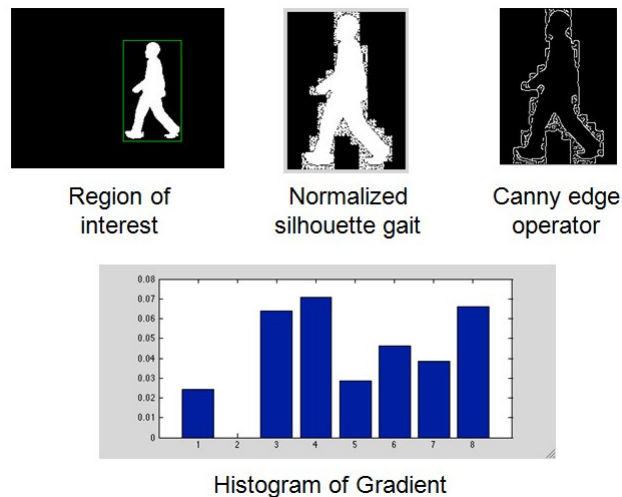 Region of
interest
Normalized
silhouette gait
Canny edge
operator
0.08
0.07
0.06
0.05
0.04
0.03
0.02
0.01
0
1 2 3 4 5 6 7 8
Histogram of Gradient